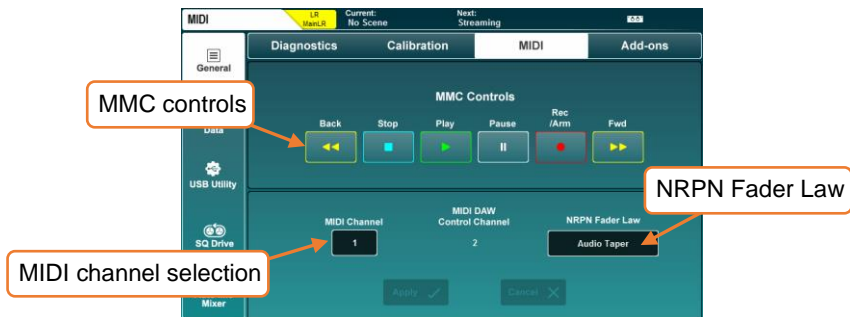 MIDI
LR
MainLR
Current:
No Scene
Next:
Streaming
General
Diagnostics
Calibration
MIDI
Add-ons
MMC controls
Data
MMC Controls
Back
Stop
Play
Pause
Rec
/Arm
Fwd
USB Utility
NRPN Fader Law
SQ Drive
MIDI Channel
MIDI DAW
Control Channel
NRPN Fader Law
1
2
Audio Taper
MIDI channel selection
Mixer
Apply
Cancel